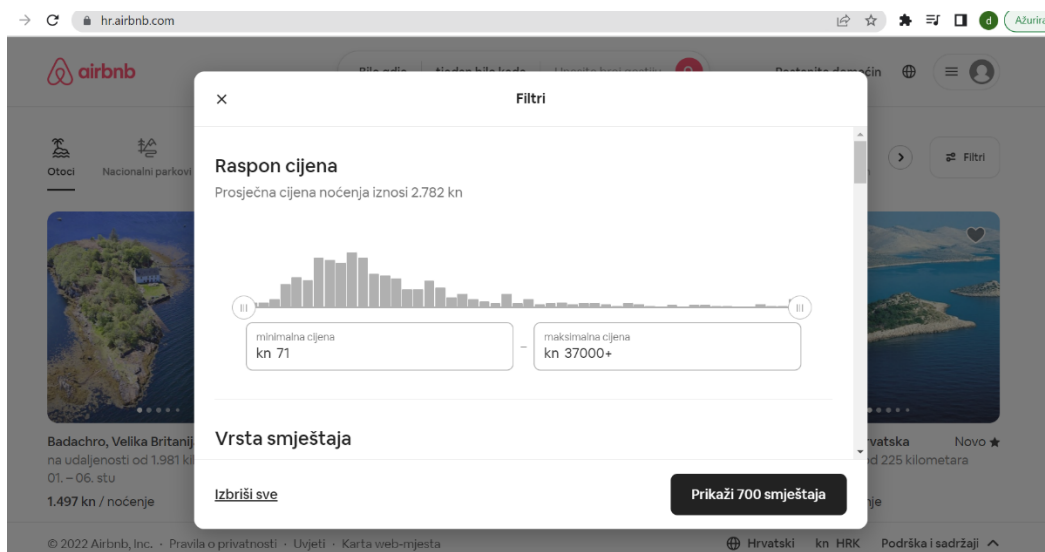 hr.airbnb.com
d
Ažurira
airbnb
Filtri
Raspon cijena
Prosječna cijena noćenja iznosi 2.782 kn
minimalna cijena
kn 71
–
maksimalna cijena
kn 37000+
Vrsta smještaja
Izbriši sve
Prikaži 700 smještaja
Otoci
Nacionalni parkovi
Filtri
Badachro, Velika Britanij
na udaljenosti od 1.981 kil
01. – 06. stu
1.497 kn / noćenje
rvatska
Novo ★
od 225 kilometara
nje
© 2022 Airbnb, Inc. · Pravila o privatnosti · Uvjeti · Karta web-mjesta
Hrvatski
kn HRK
Podrška i sadržaji